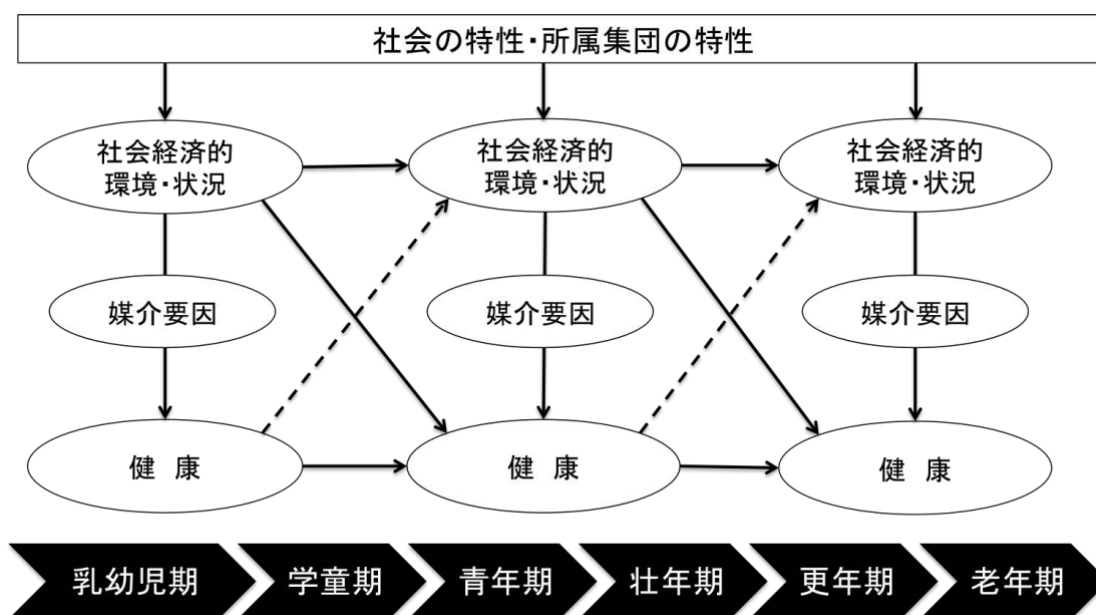 社会の特性・所属集団の特性
社会経済的
環境・状況
社会経済的
環境・状況
社会経済的
環境・状況
媒介要因
媒介要因
媒介要因
健 康
健 康
健 康
乳幼児期
学童期
青年期
壮年期
更年期
老年期